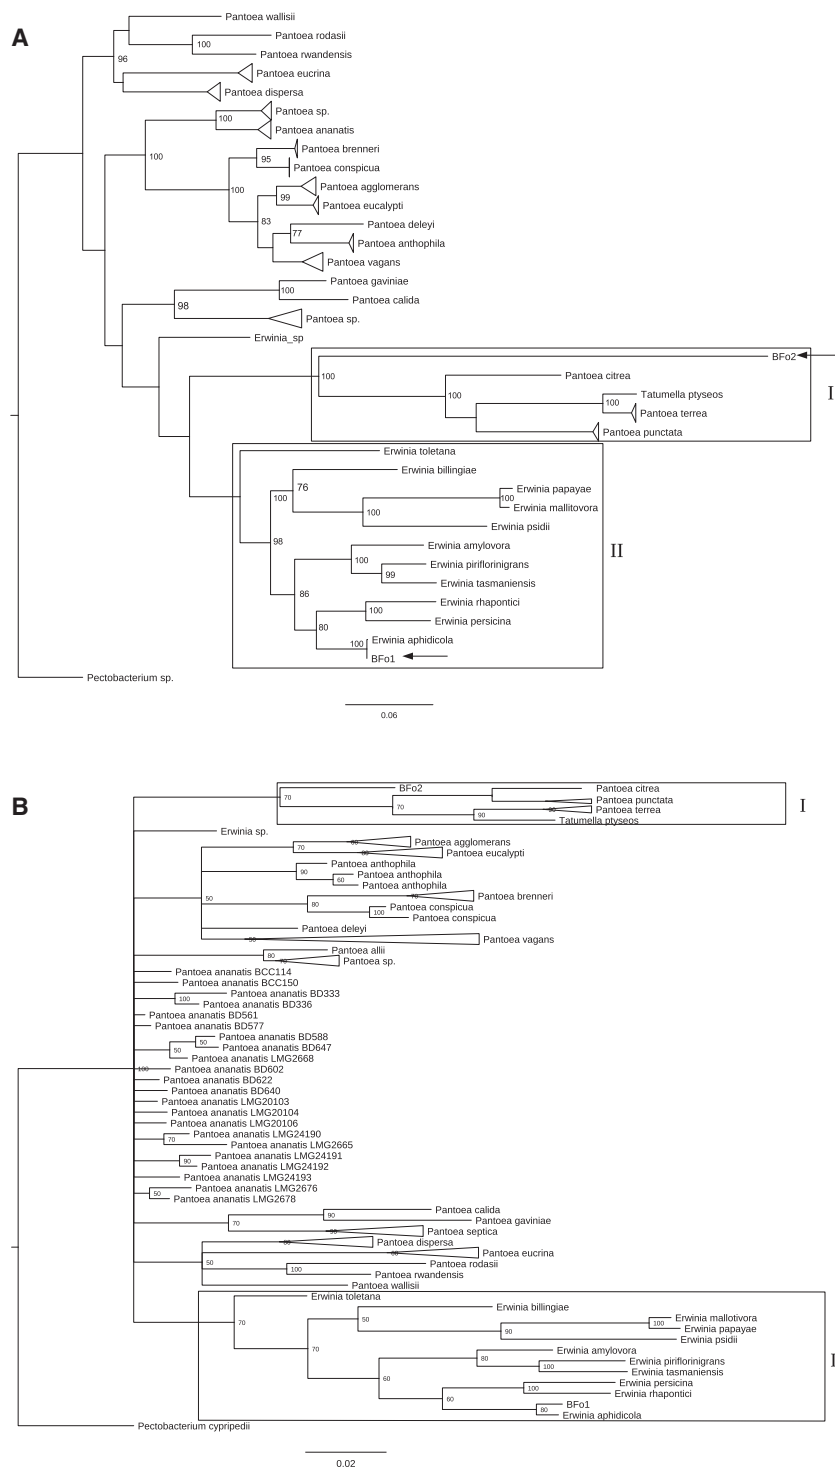 A
Pantoea wallisii
Pantoea rodasii
100
Pantoea rwandensis
96
Pantoea eucrina
Pantoea dispersa
Pantoea sp.
100
Pantoea ananatis
Pantoea brenneri
100
95
Pantoea conspicua
Pantoea agglomerans
100
99
Pantoea eucalypti
83
Pantoea deleyi
77
Pantoea anthophila
Pantoea vagans
Pantoea gaviniae
100
98
Pantoea calida
Pantoea sp.
Erwinia_sp
BFo2
100
Pantoea citrea
I
100
Tatumella ptyseos
100
Pantoea terrea
Pantoea punctata
Erwinia toletana
Erwinia billingiae
76
100
Erwinia papayae
100
Erwinia mallitovora
100
Erwinia psidii
98
Erwinia amylovora
II
100
Erwinia piriflorinigrans
99
Erwinia tasmaniensis
86
Erwinia rhapontici
100
Erwinia persicina
80
Erwinia aphidicola
100
BFo1
Pectobacterium sp.
0.06
B
BFo2
Pantoea citrea
70
Pantoea punctata
I
70
90
Pantoea terrea
90
Tatumella ptyseos
Erwinia sp.
Pantoea agglomerans
70
60
Pantoea eucalypti
80
Pantoea anthophila
90
Pantoea anthophila
60
Pantoea anthophila
50
Pantoea brenneri
70
80
Pantoea conspicua
100
Pantoea conspicua
Pantoea deleyi
Pantoea vagans
50
Pantoea allii
80
Pantoea sp.
70
Pantoea ananatis BCC114
Pantoea ananatis BCC150
Pantoea ananatis BD333
100
Pantoea ananatis BD336
Pantoea ananatis BD561
Pantoea ananatis BD577
Pantoea ananatis BD588
50
Pantoea ananatis BD647
50
Pantoea ananatis LMG2668
100
Pantoea ananatis BD602
Pantoea ananatis BD622
Pantoea ananatis BD640
Pantoea ananatis LMG20103
Pantoea ananatis LMG20104
Pantoea ananatis LMG20106
Pantoea ananatis LMG24190
70
Pantoea ananatis LMG2665
Pantoea ananatis LMG24191
90
Pantoea ananatis LMG24192
Pantoea ananatis LMG24193
Pantoea ananatis LMG2676
50
Pantoea ananatis LMG2678
Pantoea calida
90
Pantoea gaviniae
70
Pantoea septica
90
Pantoea dispersa
80
Pantoea eucrina
60
50
Pantoea rodasii
100
Pantoea rwandensis
Pantoea wallisii
Erwinia toletana
Erwinia billingiae
50
Erwinia mallotivora
100
70
Erwinia papayae
90
Erwinia psidii
70
Erwinia amylovora
80
I
Erwinia piriflorinigrans
100
Erwinia tasmaniensis
60
Erwinia persicina
100
Erwinia rhapontici
60
BFo1
80
Erwinia aphidicola
Pectobacterium cypripedii
0.02